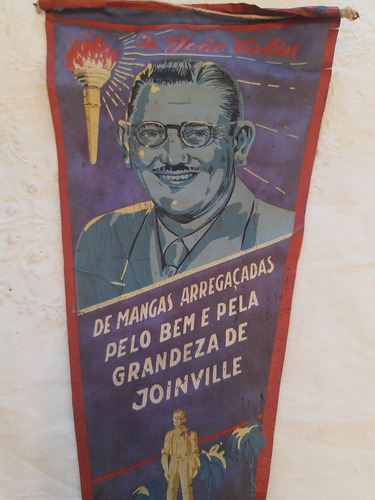 Dr João Colin
DE MANGAS ARREGAÇADAS
PELO BEM E PELA
GRANDEZA DE
JOINVILLE